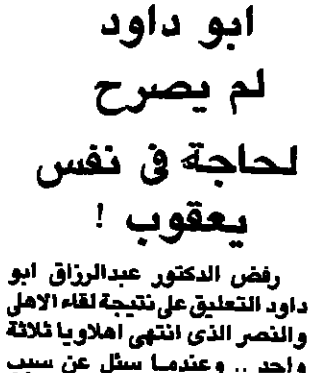 ابو داود
لم يصرح
لحاجة فى نفس
يعقوب !
رفض الدكتور عبدالرزاق ابو
داود التعليق على نتيجة لقاء الاهلى
والنصر الذى انتهى اهلاويا ثلاثة
واحد .. وعندما سئل عن سبب